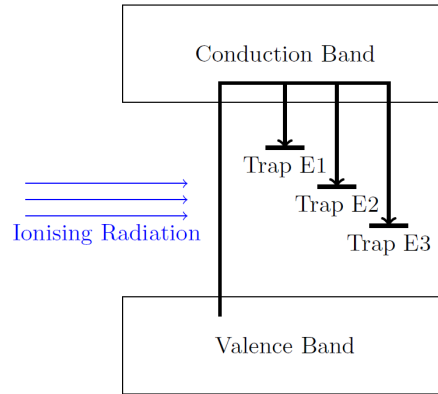 Conduction Band
Trap E1
Trap E2
Ionising Radiation
Trap E3
Valence Band